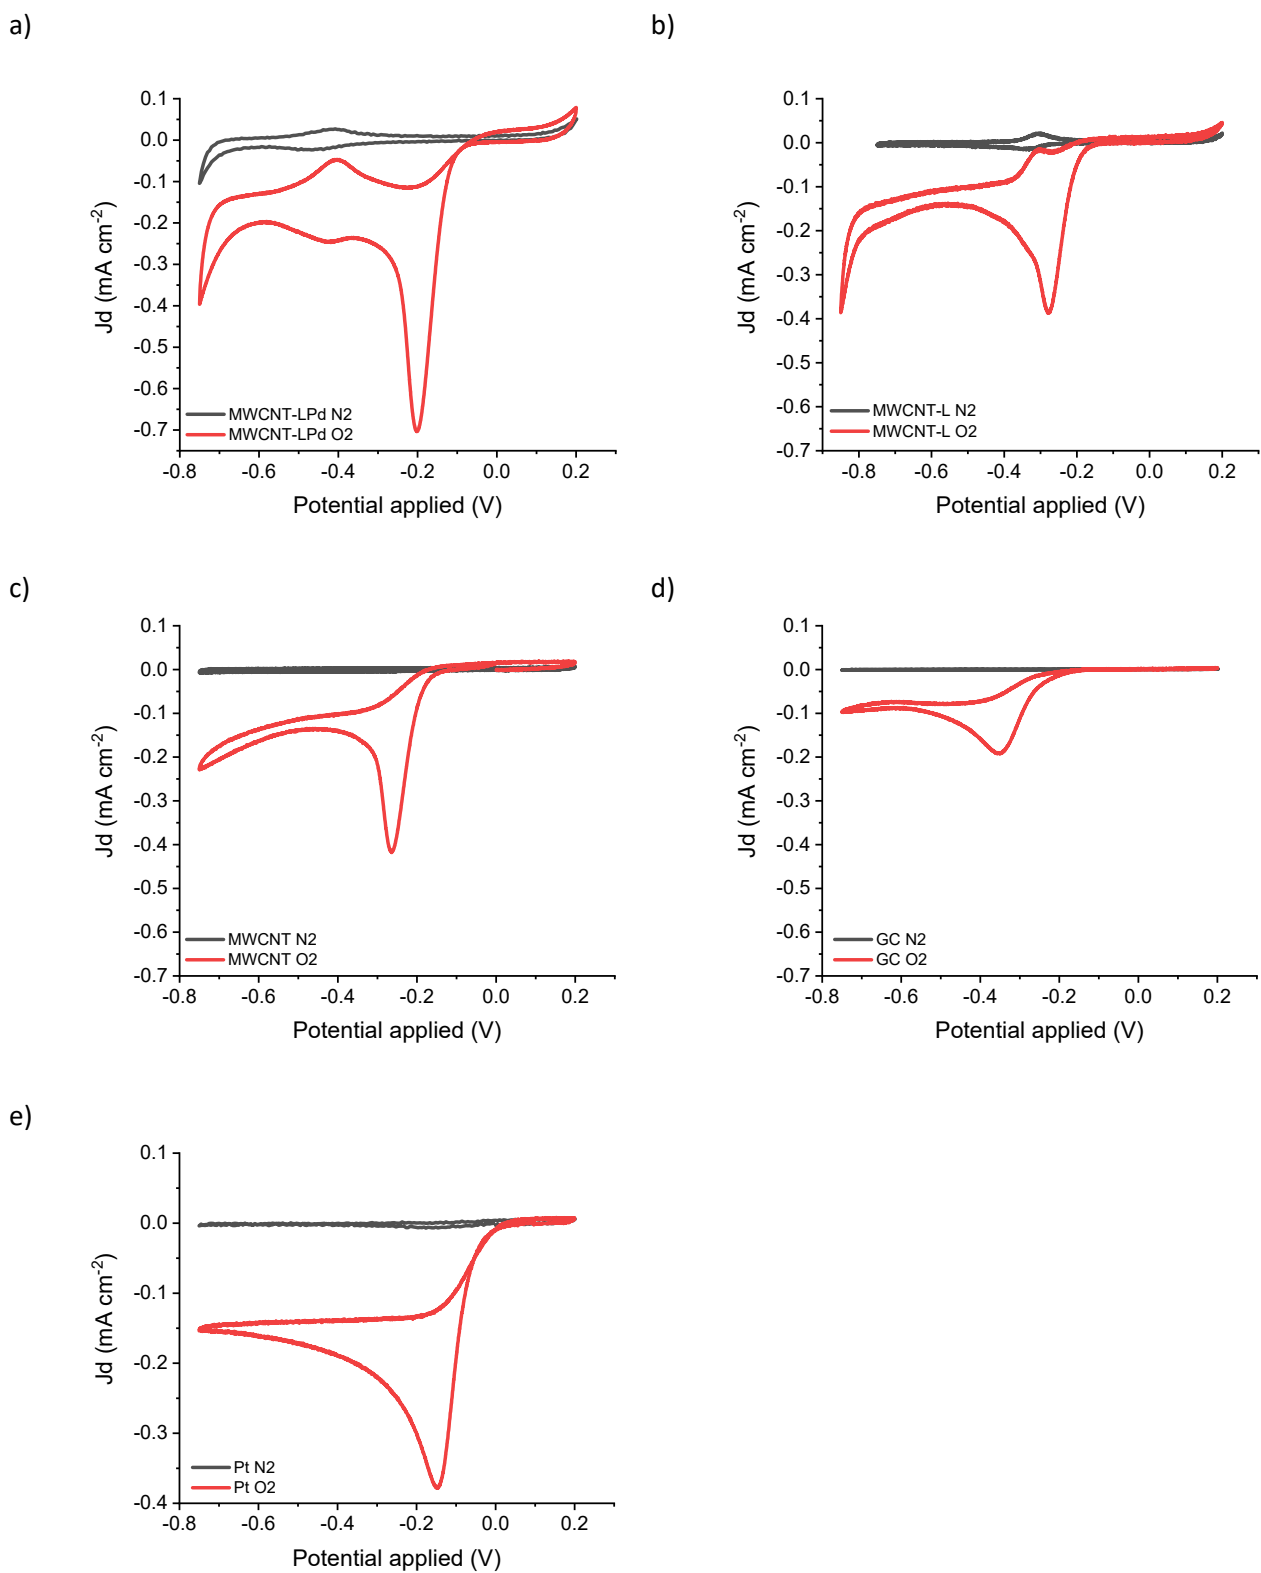 a)
0.1
0.0
-0.1
-0.2
-0.3
-0.4
-0.5
-0.6
-0.7
Jd (mA cm-2)
MWCNT-LPd N2
MWCNT-LPd O2
-0.8 -0.6 -0.4 -0.2 0.0 0.2
Potential applied (V)
b)
0.1
0.0
-0.1
-0.2
-0.3
-0.4
-0.5
-0.6
-0.7
Jd (mA cm-2)
MWCNT-L N2
MWCNT-L O2
-0.8 -0.6 -0.4 -0.2 0.0 0.2
Potential applied (V)
c)
0.1
0.0
-0.1
-0.2
-0.3
-0.4
-0.5
-0.6
-0.7
Jd (mA cm-2)
MWCNT N2
MWCNT O2
-0.8 -0.6 -0.4 -0.2 0.0 0.2
Potential applied (V)
d)
0.1
0.0
-0.1
-0.2
-0.3
-0.4
-0.5
-0.6
-0.7
Jd (mA cm-2)
GC N2
GC O2
-0.8 -0.6 -0.4 -0.2 0.0 0.2
Potential applied (V)
e)
0.1
0.0
-0.1
-0.2
-0.3
-0.4
Jd (mA cm-2)
Pt N2
Pt O2
-0.8 -0.6 -0.4 -0.2 0.0 0.2
Potential applied (V)